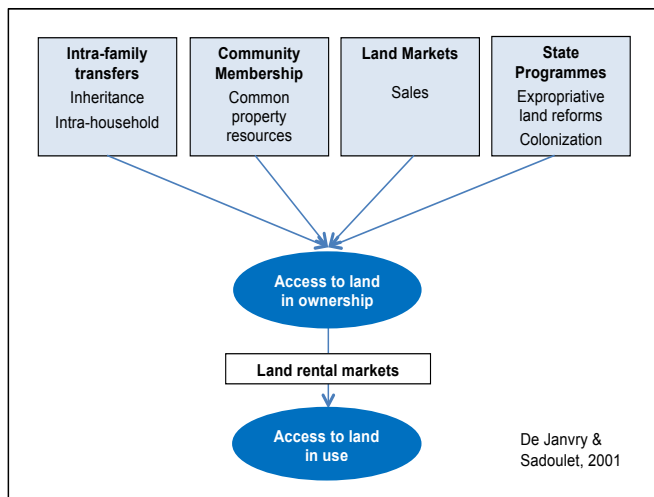 Intra-family
transfers
Inheritance
Intra-household
Community
Membership
Common
property
resources
Land Markets
Sales
State
Programmes
Expropriative
land reforms
Colonization
Access to land
in ownership
Land rental markets
Access to land
in use
De Janvry &
Sadoulet, 2001